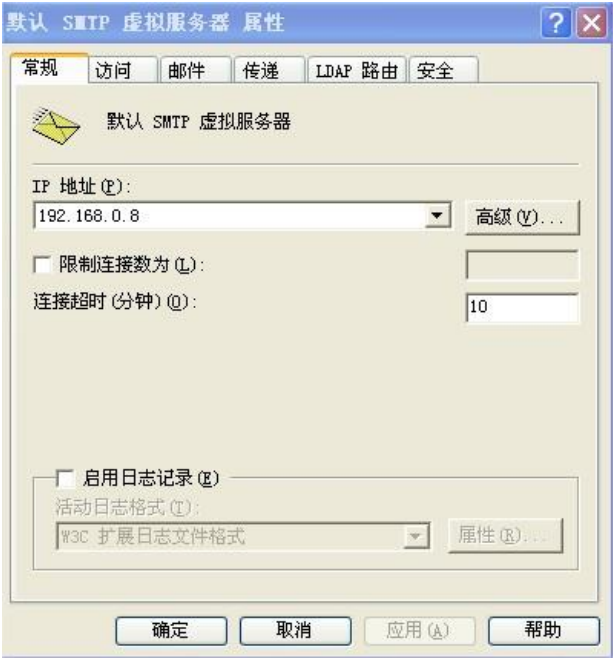 默认 SMTP 虚拟服务器 属性
常规 访问 邮件 传递 LDAP 路由 安全
默认 SMTP 虚拟服务器
IP 地址(P):
192.168.0.8 高级(V)...
限制连接数为(L):
连接超时(分钟)(O): 10
启用日志记录(E)
活动日志格式(T):
W3C 扩展日志文件格式 属性(R)...
确定 取消 应用(A) 帮助